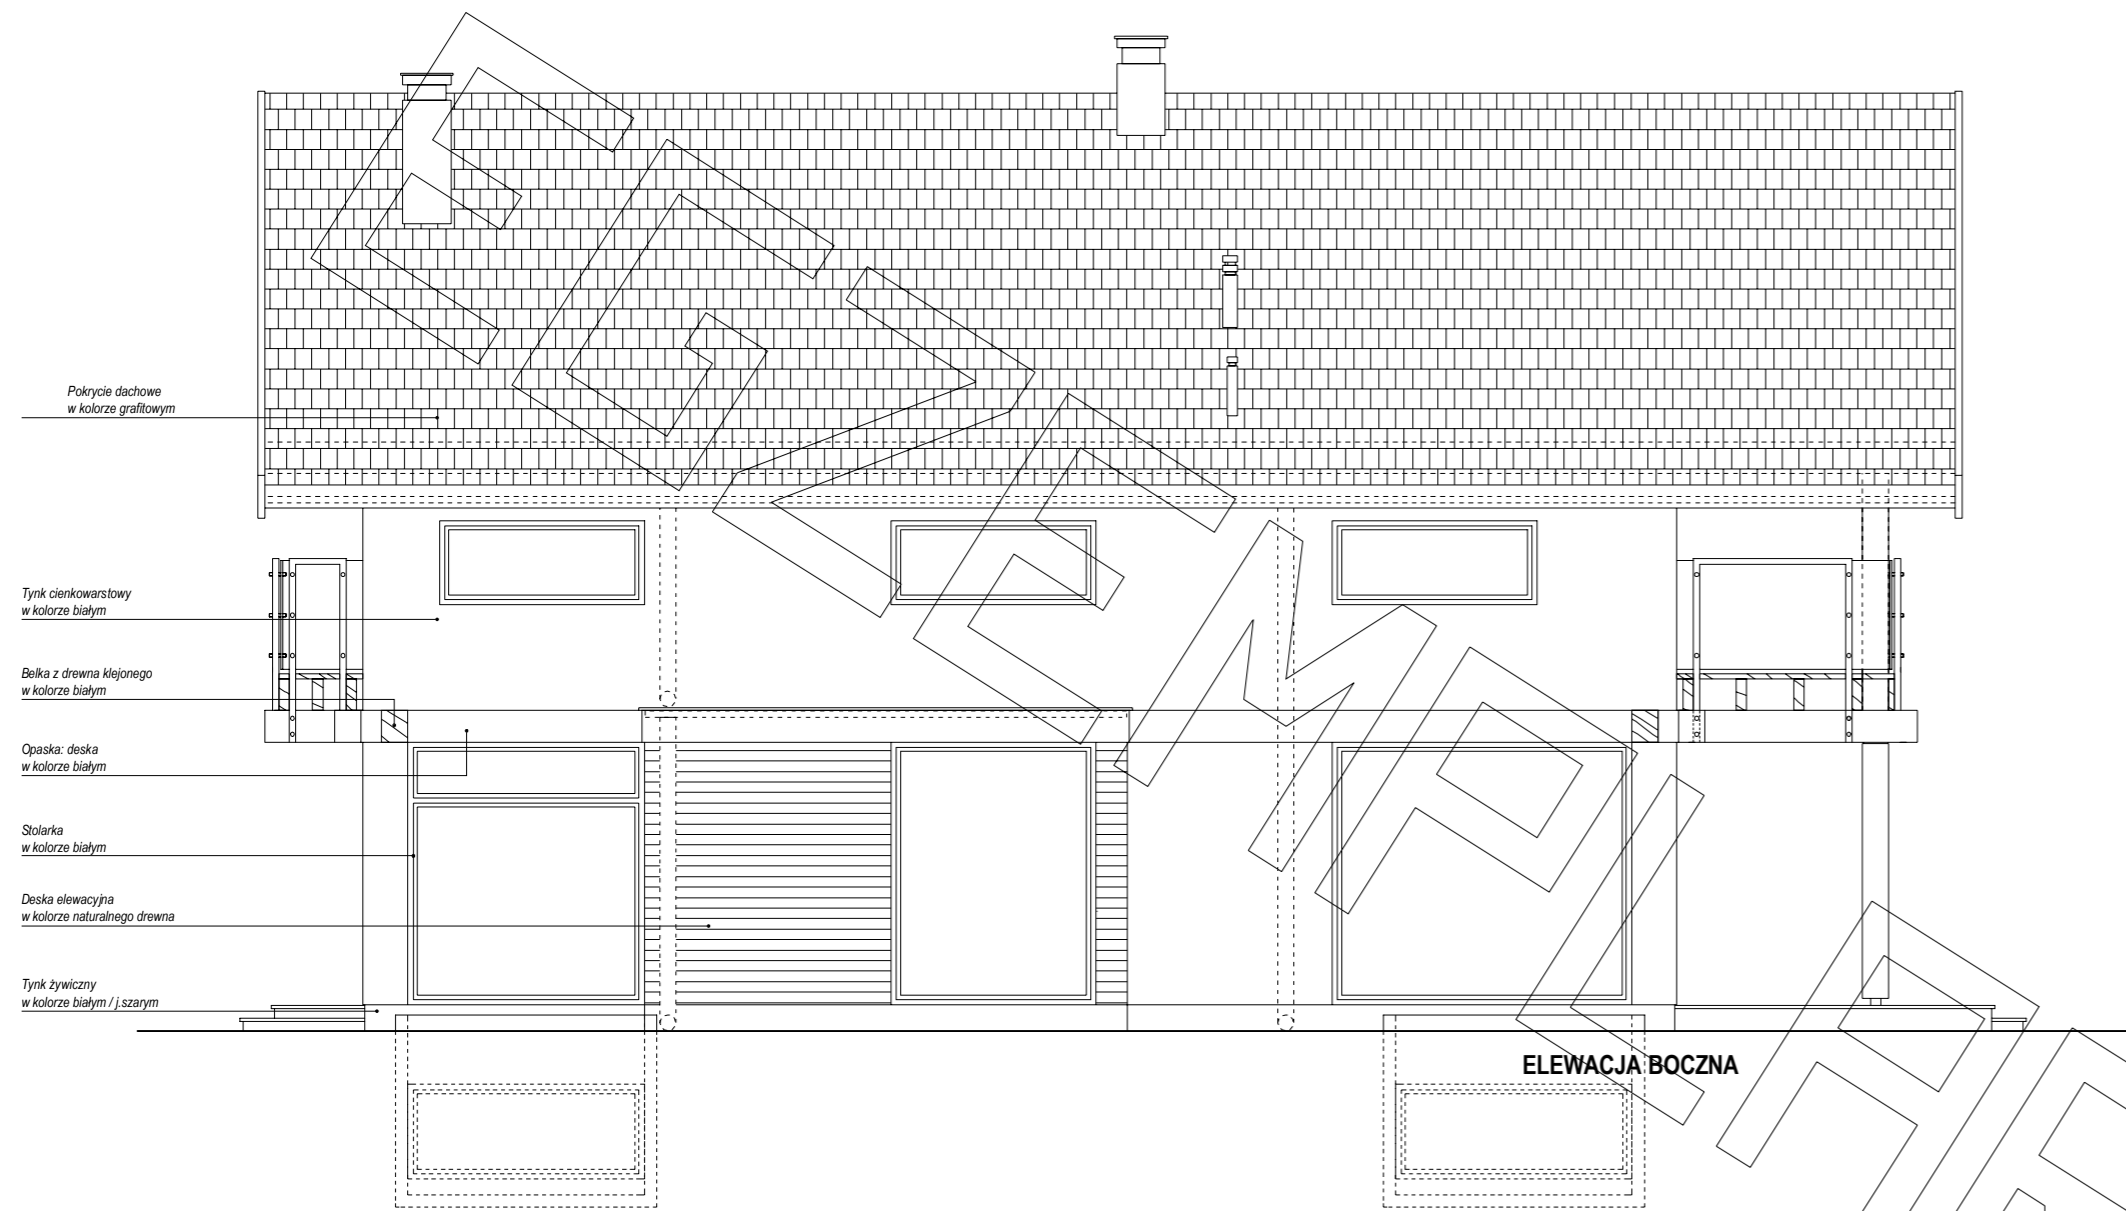 Pokrycie dachowe
w kolorze grafitowym
Tynk cienkowarstowy
w kolorze białym
Belka z drewna klejonego
w kolorze białym
Opaska: deska
w kolorze białym
Stolarka
w kolorze białym
Deska elewacyjna
w kolorze naturalnego drewna
Tynk żywiczny
w kolorze białym / j.szarym
ELEWACJA BOCZNA